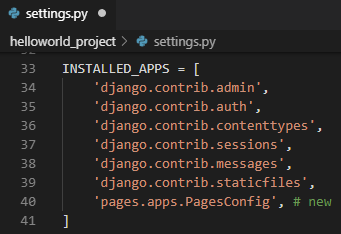 settings.py
helloworld_project > settings.py
33 INSTALLED_APPS = [
34     'django.contrib.admin',
35     'django.contrib.auth',
36     'django.contrib.contenttypes',
37     'django.contrib.sessions',
38     'django.contrib.messages',
39     'django.contrib.staticfiles',
40     'pages.apps.PagesConfig', # new
41 ]